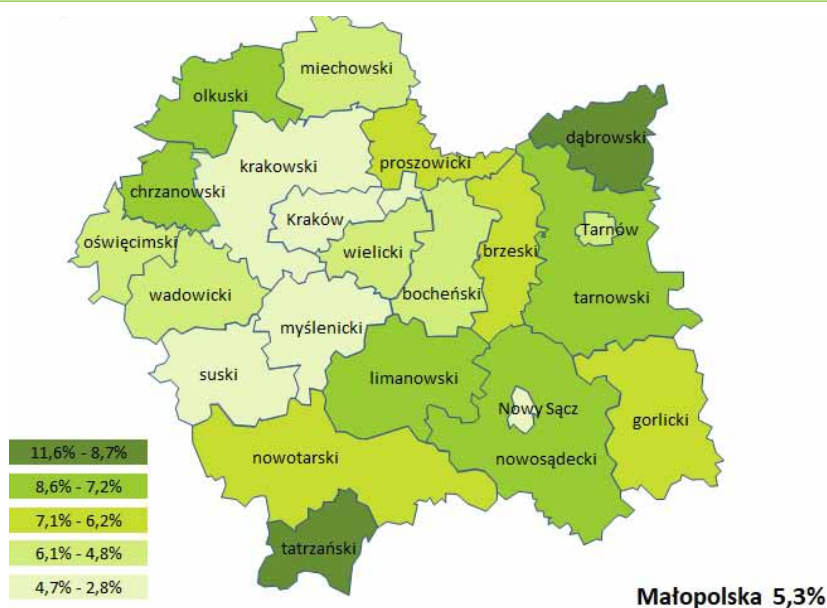 miechowski
olkuski
dąbrowski
krakowski
proszowicki
chrzanowski
Kraków
Tarnów
oświęcimski
wielicki
brzeski
wadowicki
bocheński
tarnowski
myślenicki
suski
limanowski
Nowy Sącz
gorlicki
nowotarski
nowosądecki
tatrzański
11,6% - 8,7%
8,6% - 7,2%
7,1% - 6,2%
6,1% - 4,8%
4,7% - 2,8%
Małopolska 5,3%